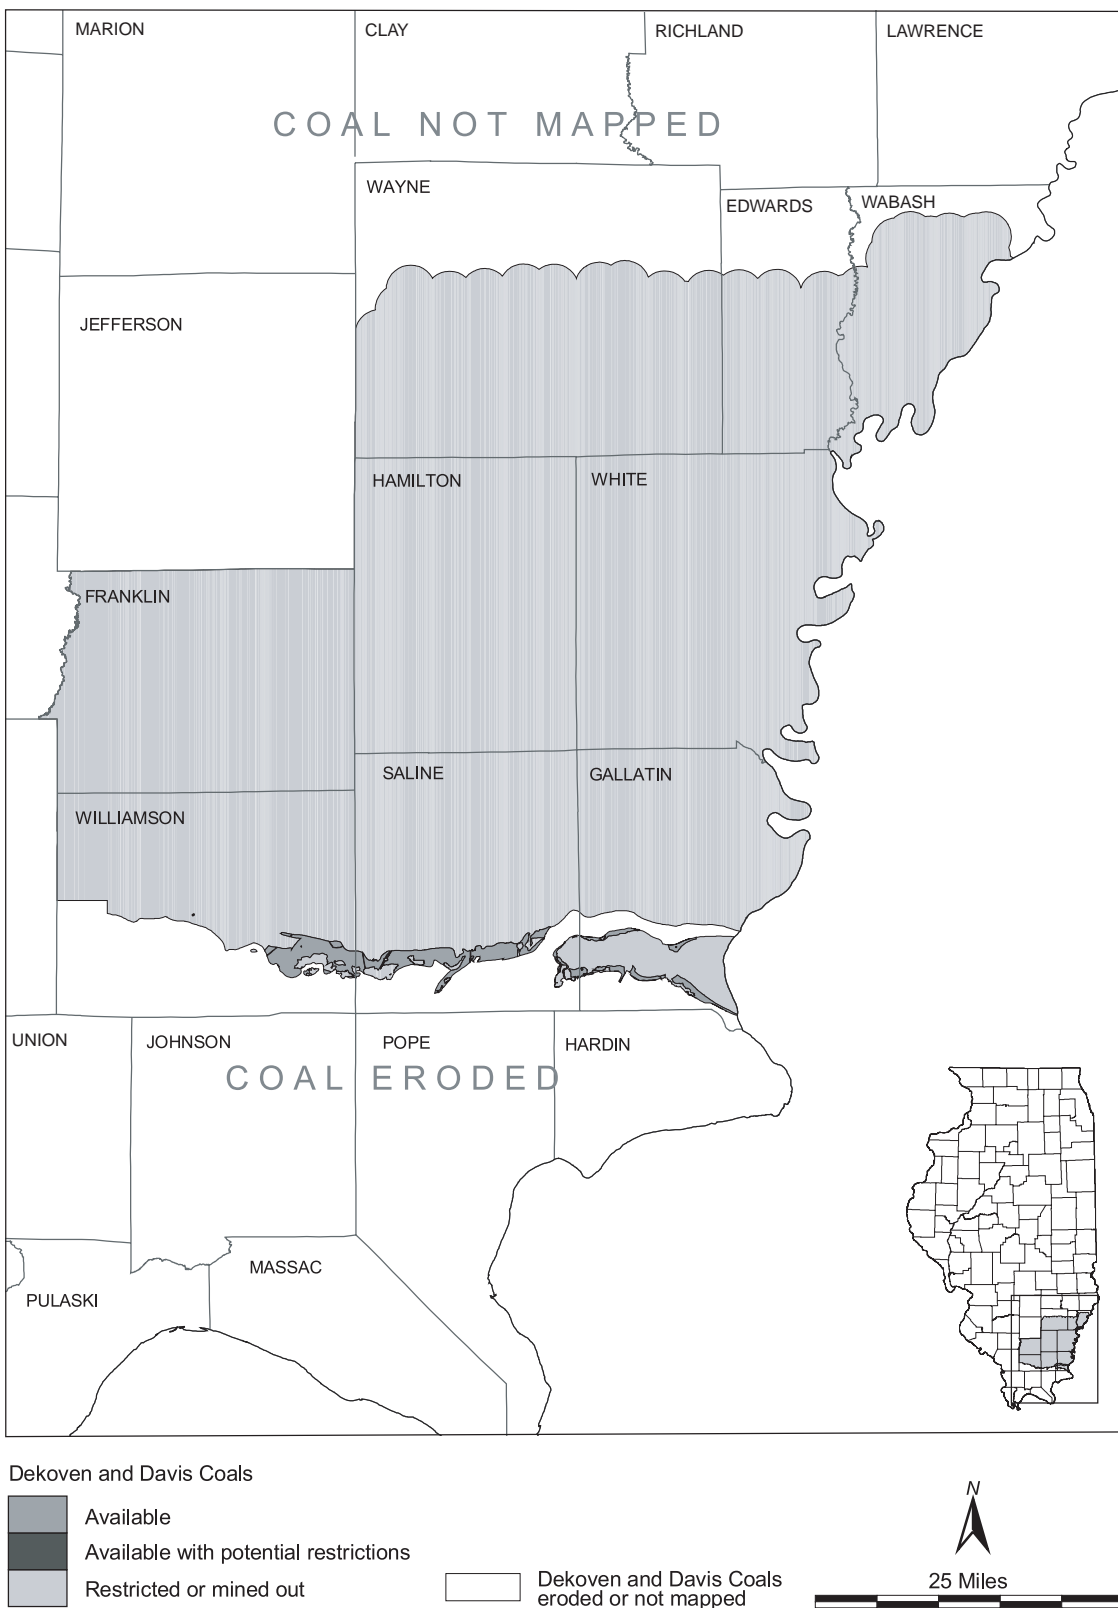 MARION
CLAY
RICHLAND
LAWRENCE
COAL NOT MAPPED
WAYNE
EDWARDS
WABASH
JEFFERSON
HAMILTON
WHITE
FRANKLIN
SALINE
GALLATIN
WILLIAMSON
UNION
JOHNSON
POPE
HARDIN
COAL ERODED
MASSAC
PULASKI
Dekoven and Davis Coals
Available
Available with potential restrictions
Restricted or mined out
Dekoven and Davis Coals
eroded or not mapped
N
25 Miles